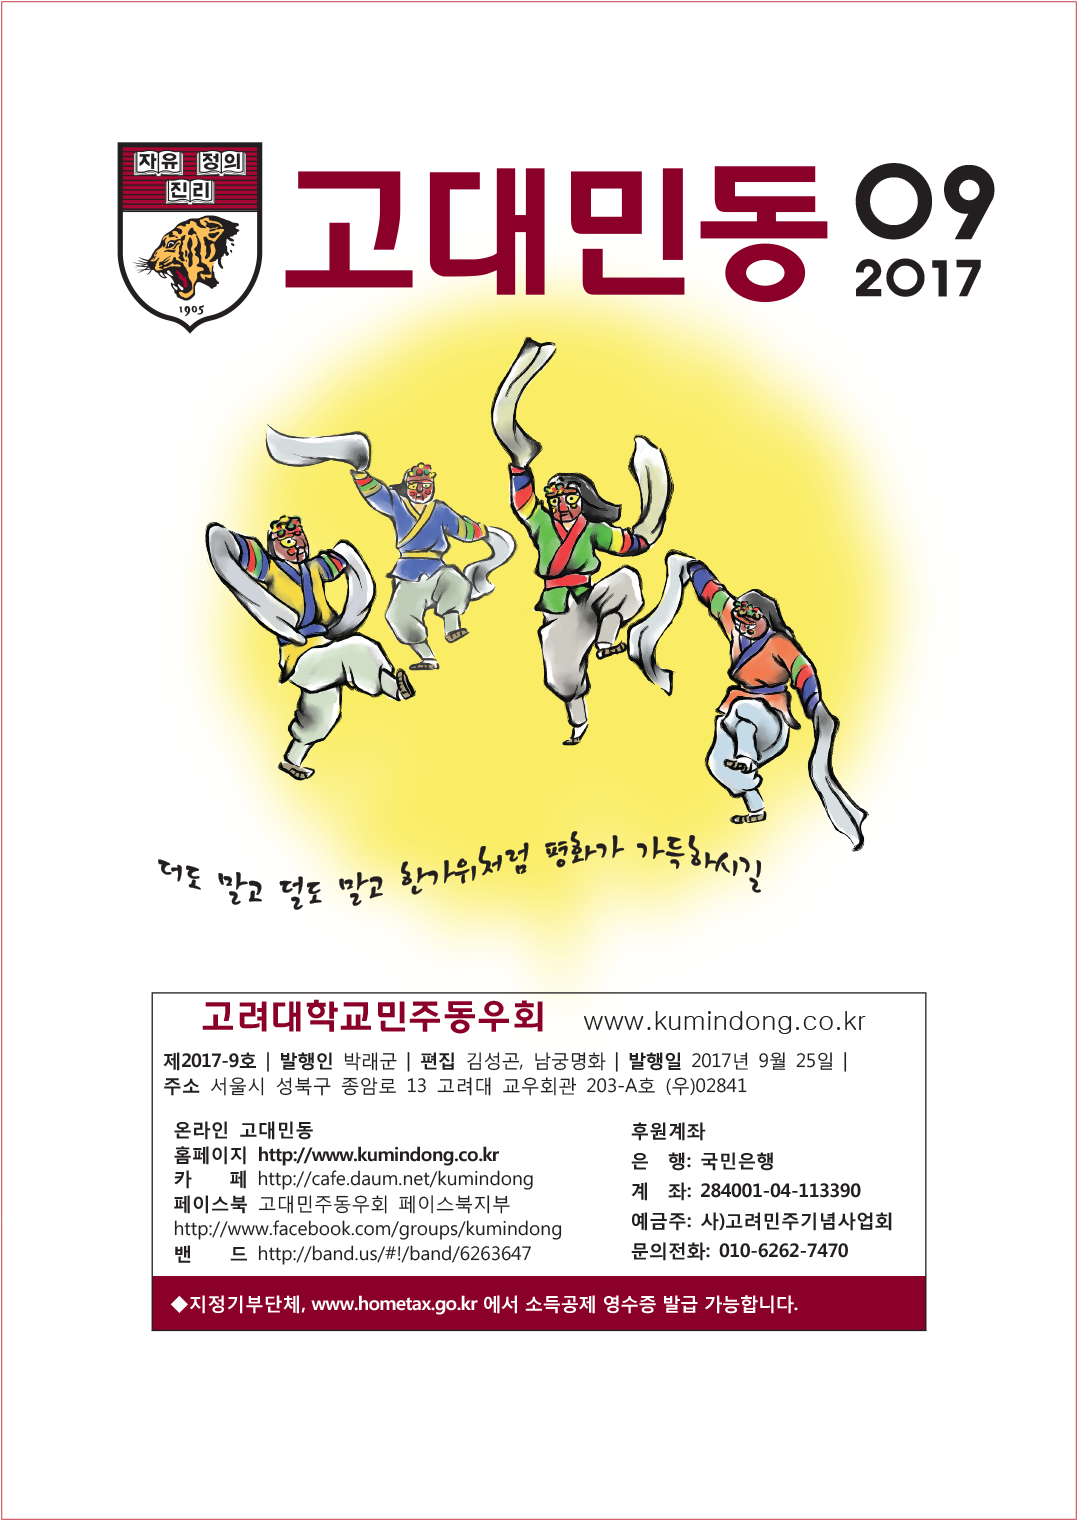 자유 정의
진리
1905
고대민동 09
2017
더도 말고 덜도 말고 한가위처럼 평화가 가득하시길
고려대학교민주동우회 www.kumindong.co.kr
제2017-9호 | 발행인 박래군 | 편집 김성곤, 남궁명화 | 발행일 2017년 9월 25일 |
주소 서울시 성북구 종암로 13 고려대 교우회관 203-A호 (우)02841
온라인 고대민동
홈페이지 http://www.kumindong.co.kr
카 페 http://cafe.daum.net/kumindong
페이스북 고대민주동우회 페이스북지부
http://www.facebook.com/groups/kumindong
밴 드 http://band.us/#!/band/6263647
후원계좌
은 행: 국민은행
계 좌: 284001-04-113390
예금주: 사)고려민주기념사업회
문의전화: 010-6262-7470
◆지정기부단체, www.hometax.go.kr 에서 소득공제 영수증 발급 가능합니다.